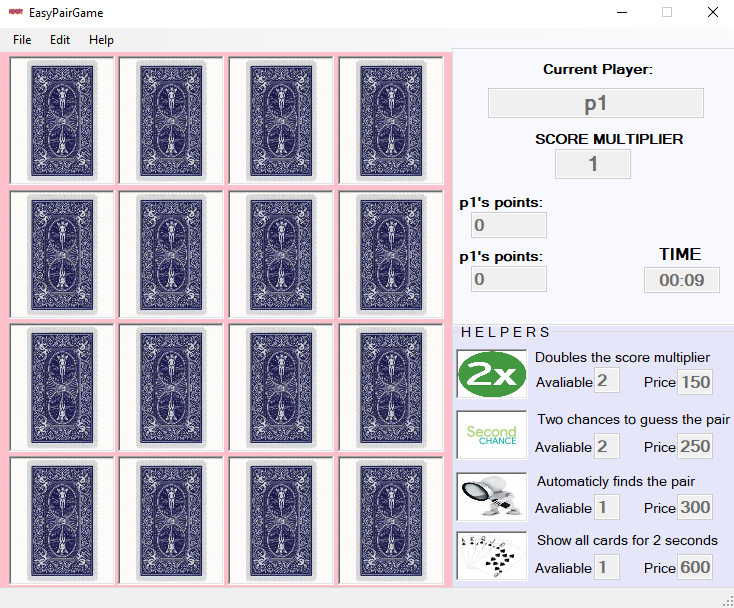 EasyPairGame
File Edit Help
Current Player:
p1
SCORE MULTIPLIER
1
p1's points:
0
p1's points:
0
TIME
00:09
HELPERS
2x
Doubles the score multiplier
Avaliable 2 Price 150
Second
CHANCE
Two chances to guess the pair
Avaliable 2 Price 250
Automaticly finds the pair
Avaliable 1 Price 300
Show all cards for 2 seconds
Avaliable 1 Price 600